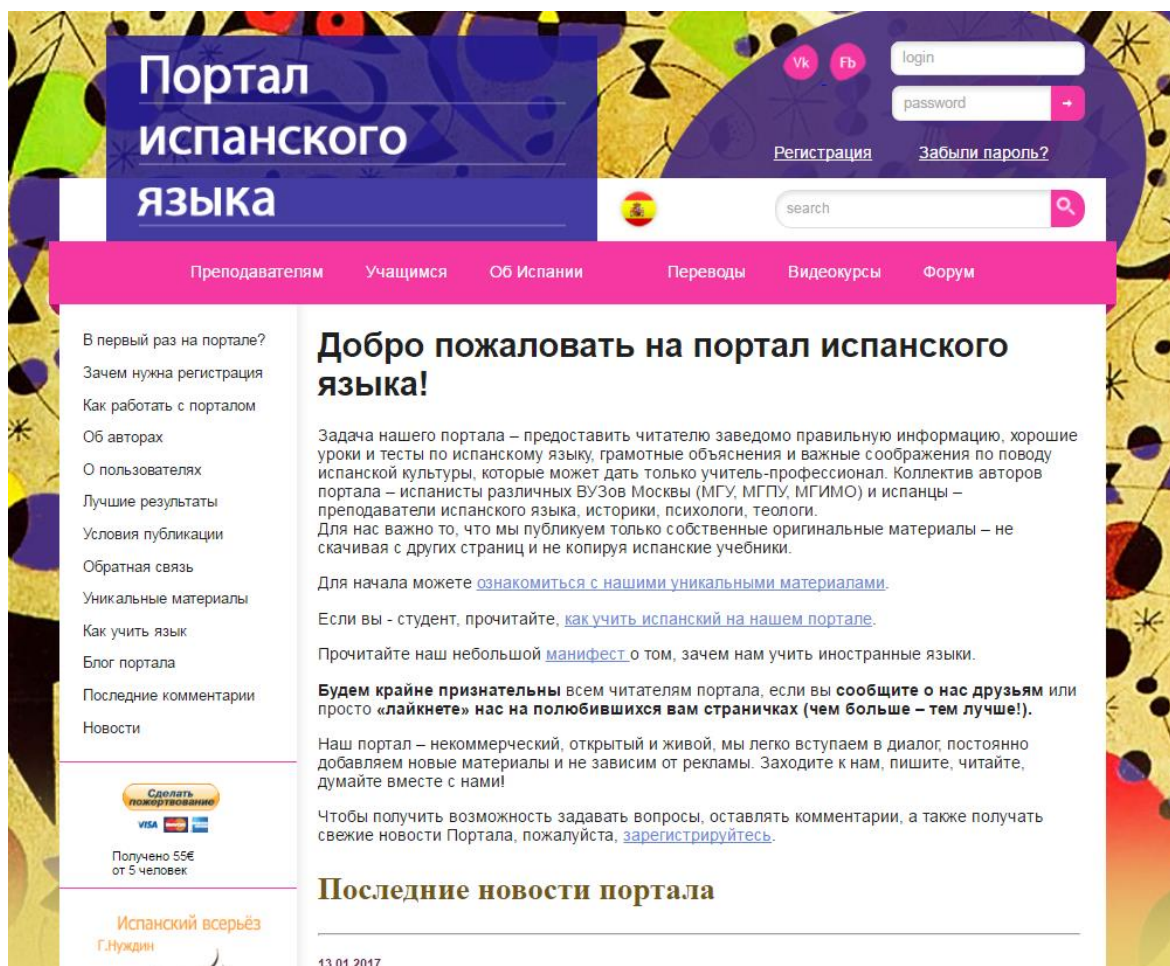 Портал
испанского
языка
Vk Fb
login
password
Регистрация Забыли пароль?
search
Преподавателям Учащимся Об Испании Переводы Видеокурсы Форум
В первый раз на портале?
Зачем нужна регистрация
Как работать с порталом
Об авторах
О пользователях
Лучшие результаты
Условия публикации
Обратная связь
Уникальные материалы
Как учить язык
Блог портала
Последние комментарии
Новости
Сделать
пожертвование
VISA
Получено 55€
от 5 человек
Испанский всерьёз
Г.Нуждин
Добро пожаловать на портал испанского
языка!
Задача нашего портала – предоставить читателю заведомо правильную информацию, хорошие
уроки и тесты по испанскому языку, грамотные объяснения и важные соображения по поводу
испанской культуры, которые может дать только учитель-профессионал. Коллектив авторов
портала – испанисты различных ВУЗов Москвы (МГУ, МГПУ, МГИМО) и испанцы –
преподаватели испанского языка, историки, психологи, теологи.
Для нас важно то, что мы публикуем только собственные оригинальные материалы – не
скачивая с других страниц и не копируя испанские учебники.
Для начала можете ознакомиться с нашими уникальными материалами.
Если вы - студент, прочитайте, как учить испанский на нашем портале.
Прочитайте наш небольшой манифест о том, зачем нам учить иностранные языки.
Будем крайне признательны всем читателям портала, если вы сообщите о нас друзьям или
просто «лайкнете» нас на полюбившихся вам страничках (чем больше – тем лучше!).
Наш портал – некоммерческий, открытый и живой, мы легко вступаем в диалог, постоянно
добавляем новые материалы и не зависим от рекламы. Заходите к нам, пишите, читайте,
думайте вместе с нами!
Чтобы получить возможность задавать вопросы, оставлять комментарии, а также получать
свежие новости Портала, пожалуйста, зарегистрируйтесь.
Последние новости портала
13.01.2017